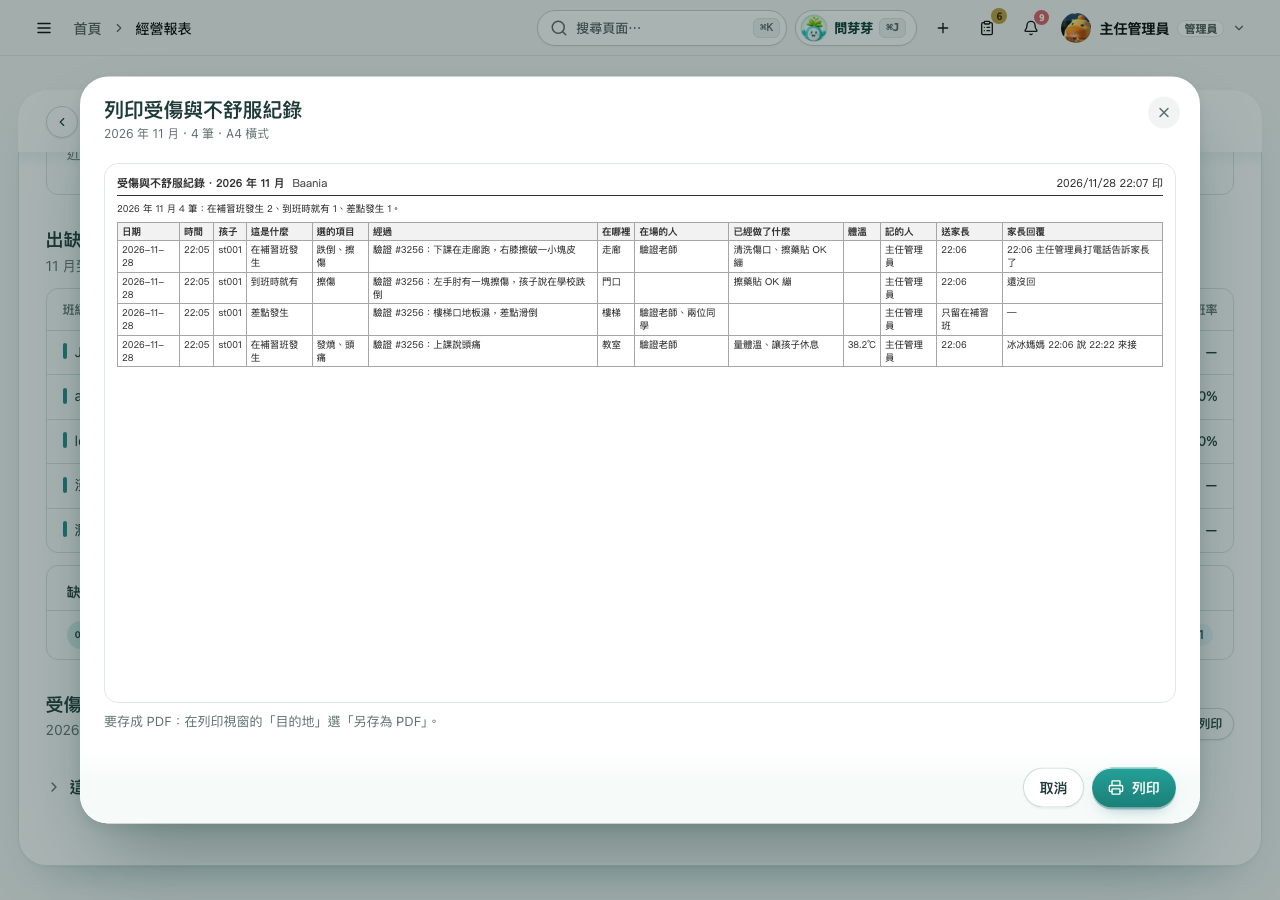 首頁 > 經營報表
搜尋頁面… ⌘K
問芽芽 ⌘J
6
9
主任管理員 管理員
列印受傷與不舒服紀錄
2026 年 11 月・4 筆・A4 橫式
受傷與不舒服紀錄・2026 年 11 月 Baania 2026/11/28 22:07 印
2026 年 11 月 4 筆：在補習班發生 2、到班時就有 1、差點發生 1。
日期 時間 孩子 這是什麼 選的項目 經過 在哪裡 在場的人 已經做了什麼 體溫 記的人 送家長 家長回覆
2026-11-28 22:05 st001 在補習班發生 跌倒、擦傷 驗證 #3256：下課在走廊跑，右膝擦破一小塊皮 走廊 驗證老師 清洗傷口、擦藥貼 OK 繃 主任管理員 22:06 22:06 主任管理員打電話告訴家長了
2026-11-28 22:05 st001 到班時就有 擦傷 驗證 #3256：左手肘有一塊擦傷，孩子說在學校跌倒 門口 擦藥貼 OK 繃 主任管理員 22:06 還沒回
2026-11-28 22:05 st001 差點發生 驗證 #3256：樓梯口地板濕，差點滑倒 樓梯 驗證老師、兩位同學 主任管理員 只留在補習班 —
2026-11-28 22:05 st001 在補習班發生 發燒、頭痛 驗證 #3256：上課說頭痛 教室 驗證老師 量體溫、讓孩子休息 38.2℃ 主任管理員 22:06 冰冰媽媽 22:06 說 22:22 來接
要存成 PDF：在列印視窗的「目的地」選「另存為 PDF」。
取消
列印
出缺
11 月
班
率
—
0%
0%
—
—
缺
1
受傷
2026
列印